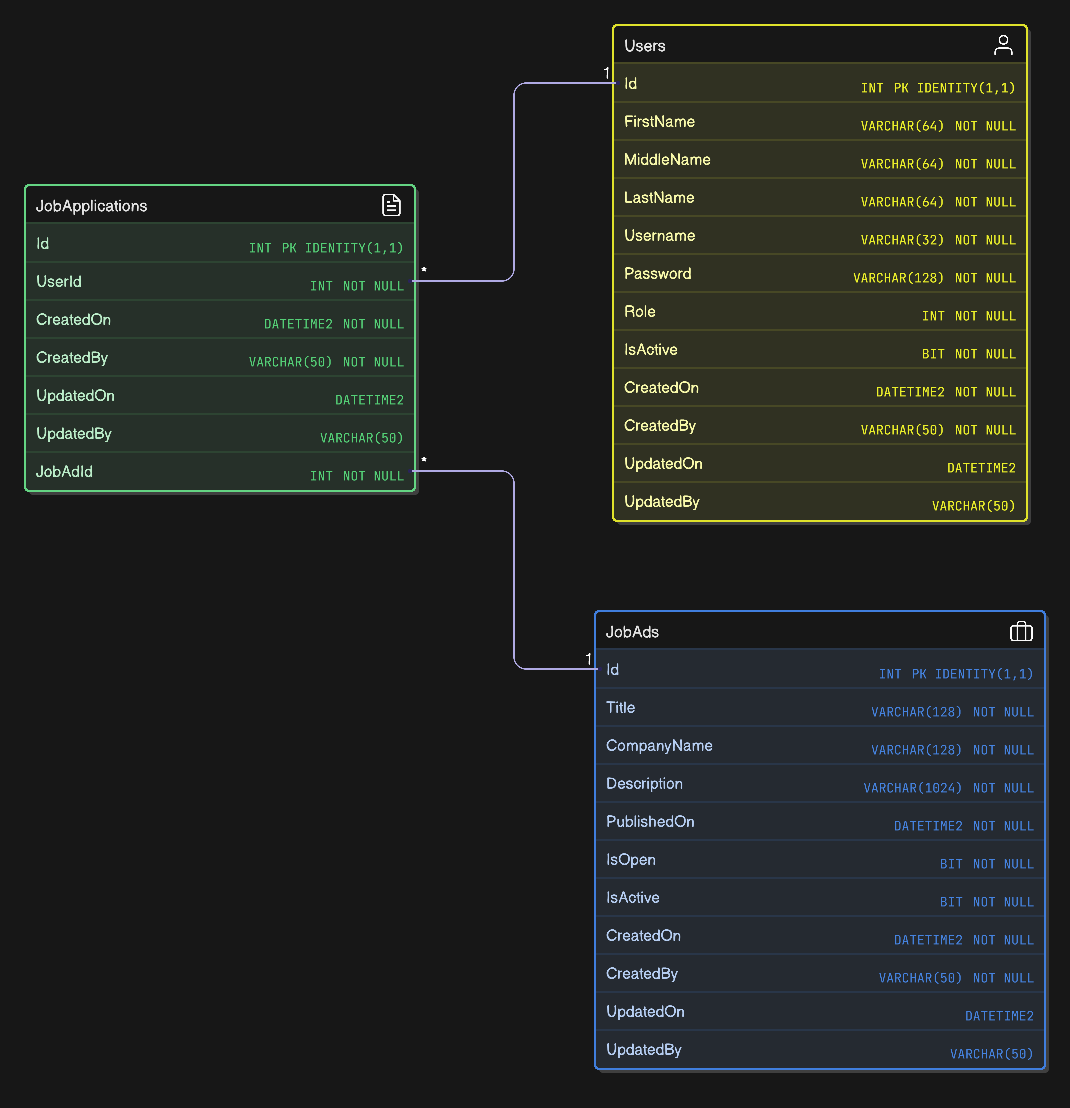 Users
1
Id INT PK IDENTITY(1,1)
FirstName VARCHAR(64) NOT NULL
MiddleName VARCHAR(64) NOT NULL
LastName VARCHAR(64) NOT NULL
Username VARCHAR(32) NOT NULL
Password VARCHAR(128) NOT NULL
Role INT NOT NULL
IsActive BIT NOT NULL
CreatedOn DATETIME2 NOT NULL
CreatedBy VARCHAR(50) NOT NULL
UpdatedOn DATETIME2
UpdatedBy VARCHAR(50)
JobApplications
Id INT PK IDENTITY(1,1)
*
UserId INT NOT NULL
CreatedOn DATETIME2 NOT NULL
CreatedBy VARCHAR(50) NOT NULL
UpdatedOn DATETIME2
UpdatedBy VARCHAR(50)
*
JobAdId INT NOT NULL
JobAds
1
Id INT PK IDENTITY(1,1)
Title VARCHAR(128) NOT NULL
CompanyName VARCHAR(128) NOT NULL
Description VARCHAR(1024) NOT NULL
PublishedOn DATETIME2 NOT NULL
IsOpen BIT NOT NULL
IsActive BIT NOT NULL
CreatedOn DATETIME2 NOT NULL
CreatedBy VARCHAR(50) NOT NULL
UpdatedOn DATETIME2
UpdatedBy VARCHAR(50)